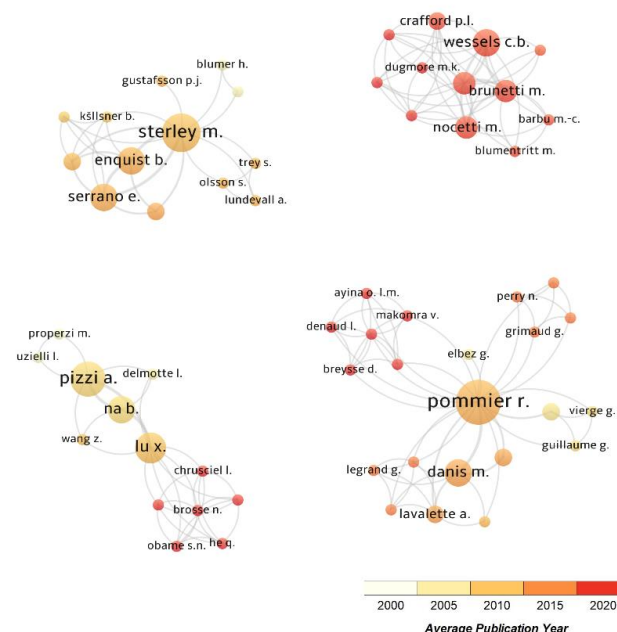 crafford p.l.
wessels c.b.
dugmore m.k.
brunetti m.
nocetti m.
barbu m.-c.
blumentritt m.
blumer h.
gustafsson p.j.
kšllsner b.
sterley m.
enquist b.
trey s.
olsson s.
serrano e.
lundevall a.
properzi m.
uzielli l.
pizzi a.
delmotte l.
na b.
wang z.
lu x.
chrusciel l.
brosse n.
obame s.n.
he q.
ayina o. l.m.
makomra v.
denaud l.
breysse d.
perry n.
grimaud g.
elbez g.
pommier r.
vierge g.
guillaume g.
legrand g.
danis m.
lavalette a.
2000 2005 2010 2015 2020
Average Publication Year